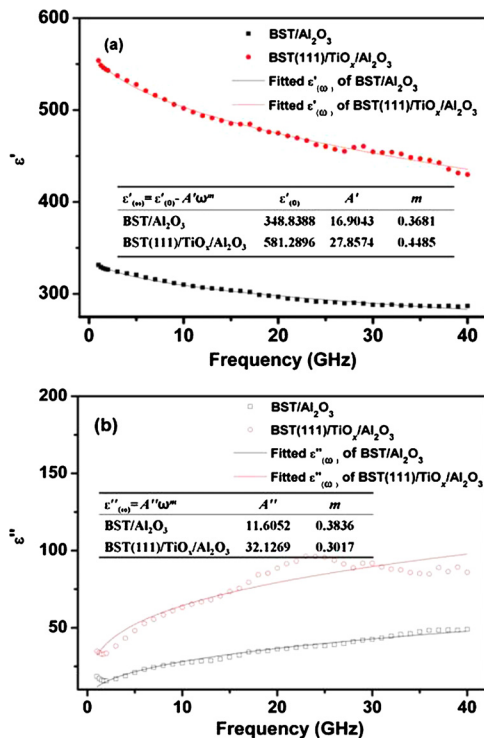 (a)
BST/Al₂O₃
BST(111)/TiOₓ/Al₂O₃
Fitted ε'(ω) of BST/Al₂O₃
Fitted ε'(ω) of BST(111)/TiOₓ/Al₂O₃
600
550
500
450
400
350
300
ε'
ε'(ω)= ε'(0)- A'ωᵐ ε'(0) A' m
BST/Al₂O₃ 348.8388 16.9043 0.3681
BST(111)/TiOₓ/Al₂O₃ 581.2896 27.8574 0.4485
0 10 20 30 40
Frequency (GHz)
(b)
BST/Al₂O₃
BST(111)/TiOₓ/Al₂O₃
Fitted ε''(ω) of BST/Al₂O₃
Fitted ε''(ω) of BST(111)/TiOₓ/Al₂O₃
200
150
100
50
0
ε''
ε''(ω)= A''ωᵐ A'' m
BST/Al₂O₃ 11.6052 0.3836
BST(111)/TiOₓ/Al₂O₃ 32.1269 0.3017
0 10 20 30 40
Frequency (GHz)